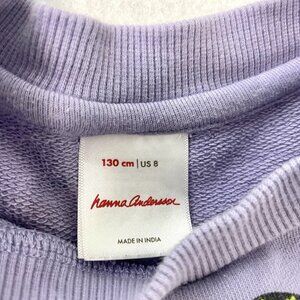 130 cm | US 8
hanna andersson
MADE IN INDIA